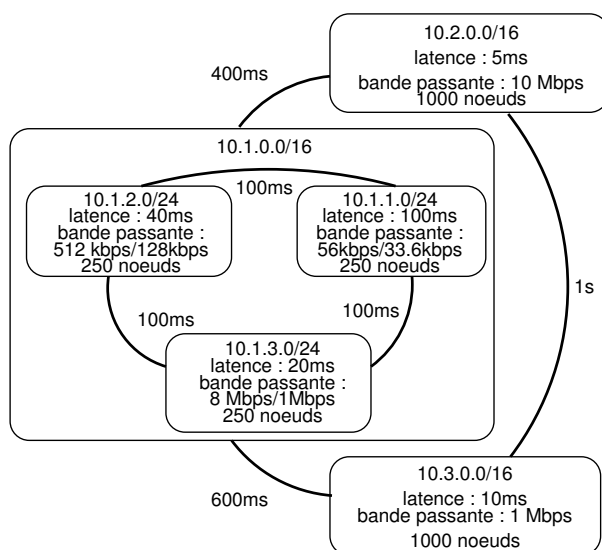 10.2.0.0/16
latence : 5ms
bande passante : 10 Mbps
1000 noeuds
400ms
10.1.0.0/16
100ms
10.1.2.0/24
latence : 40ms
bande passante :
512 kbps/128kbps
250 noeuds
10.1.1.0/24
latence : 100ms
bande passante :
56kbps/33.6kbps
250 noeuds
1s
100ms
100ms
10.1.3.0/24
latence : 20ms
bande passante :
8 Mbps/1Mbps
250 noeuds
600ms
10.3.0.0/16
latence : 10ms
bande passante : 1 Mbps
1000 noeuds